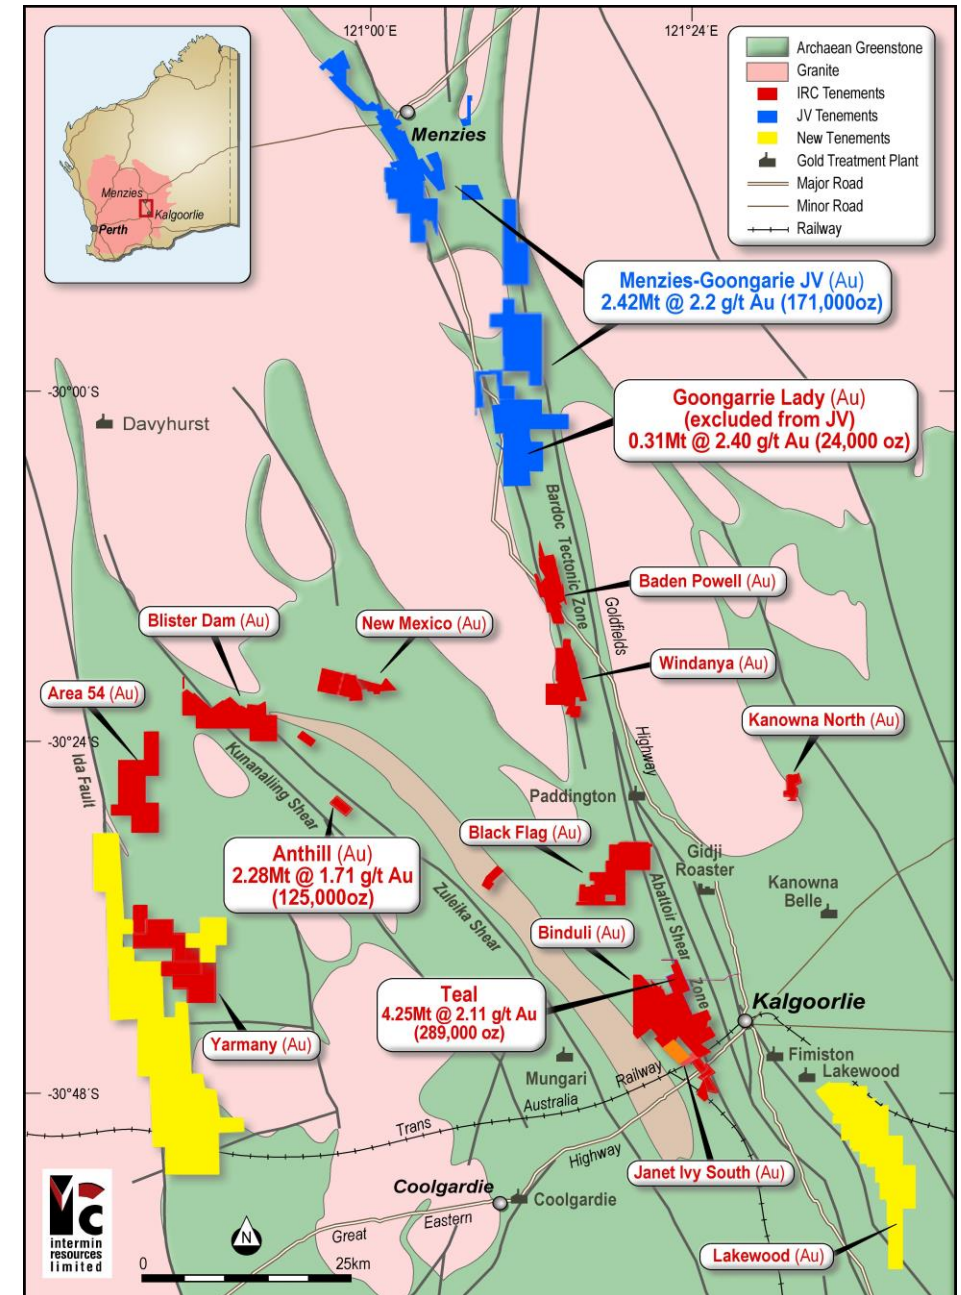 121°00´E
121°24´E
Archaean Greenstone
Granite
IRC Tenements
JV Tenements
New Tenements
Gold Treatment Plant
Major Road
Minor Road
Railway
Menzies
Kalgoorlie
Perth
Menzies
Menzies-Goongarie JV (Au)
2.42Mt @ 2.2 g/t Au (171,000oz)
-30°00´S
Goongarrie Lady (Au)
(excluded from JV)
0.31Mt @ 2.40 g/t Au (24,000 oz)
Davyhurst
Bardoc Tectonic Zone
Baden Powell (Au)
Goldfields
Highway
Blister Dam (Au)
New Mexico (Au)
Windanya (Au)
Area 54 (Au)
Kanowna North (Au)
-30°24´S
Ida Fault
Kunanalling Shear
Paddington
Black Flag (Au)
Anthill (Au)
2.28Mt @ 1.71 g/t Au
(125,000oz)
Gidji
Roaster
Kanowna
Belle
Zuleika Shear
Abattoir Shear
Zone
Binduli (Au)
Teal
4.25Mt @ 2.11 g/t Au
(289,000 oz)
Kalgoorlie
Yarmany (Au)
Mungari
Fimiston
Lakewood
-30°48´S
Trans
Australia
Railway
Highway
Janet Ivy South (Au)
Coolgardie
Coolgardie
Great
Eastern
Lakewood (Au)
intermin
resources
limited
N
0
25km